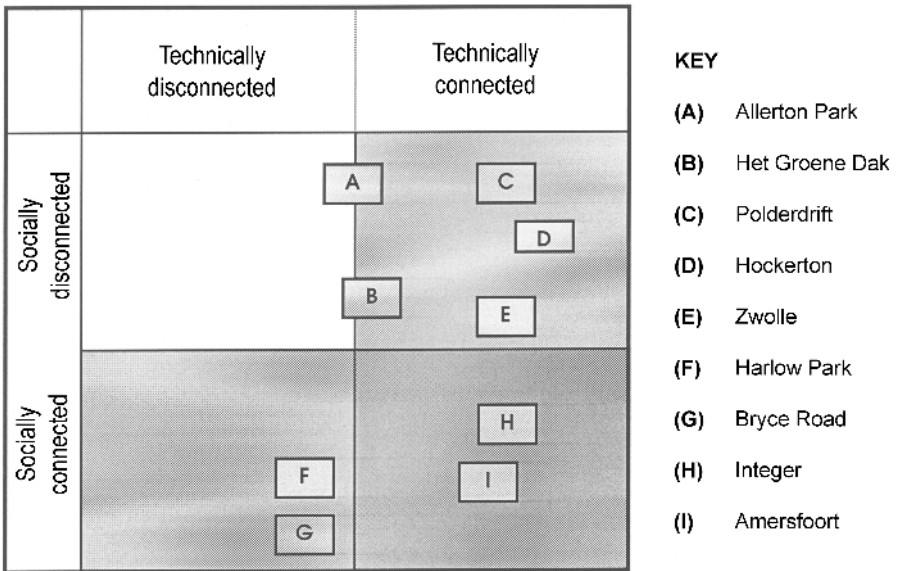 Technically
disconnected
Technically
connected
KEY
Socially
disconnected
Socially
connected
A
C
D
B
E
H
F
I
G
(A) Allerton Park
(B) Het Groene Dak
(C) Polderdrift
(D) Hockerton
(E) Zwolle
(F) Harlow Park
(G) Bryce Road
(H) Integer
(I) Amersfoort